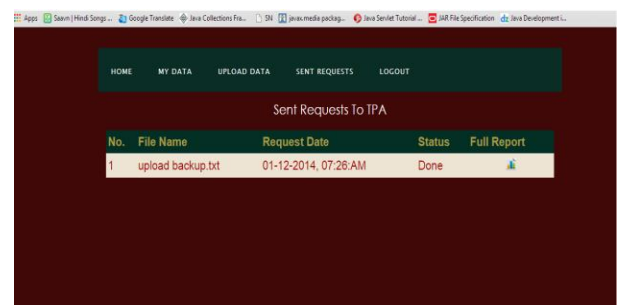 Apps Saavn | Hindi Songs ... Google Translate Java Collections Fra... SN javax.media packag... Java Servlet Tutorial ... JAR File Specification Java Development i...
HOME MY DATA UPLOAD DATA SENT REQUESTS LOGOUT
Sent Requests To TPA
No. File Name Request Date Status Full Report
1 upload backup.txt 01-12-2014, 07:26:AM Done